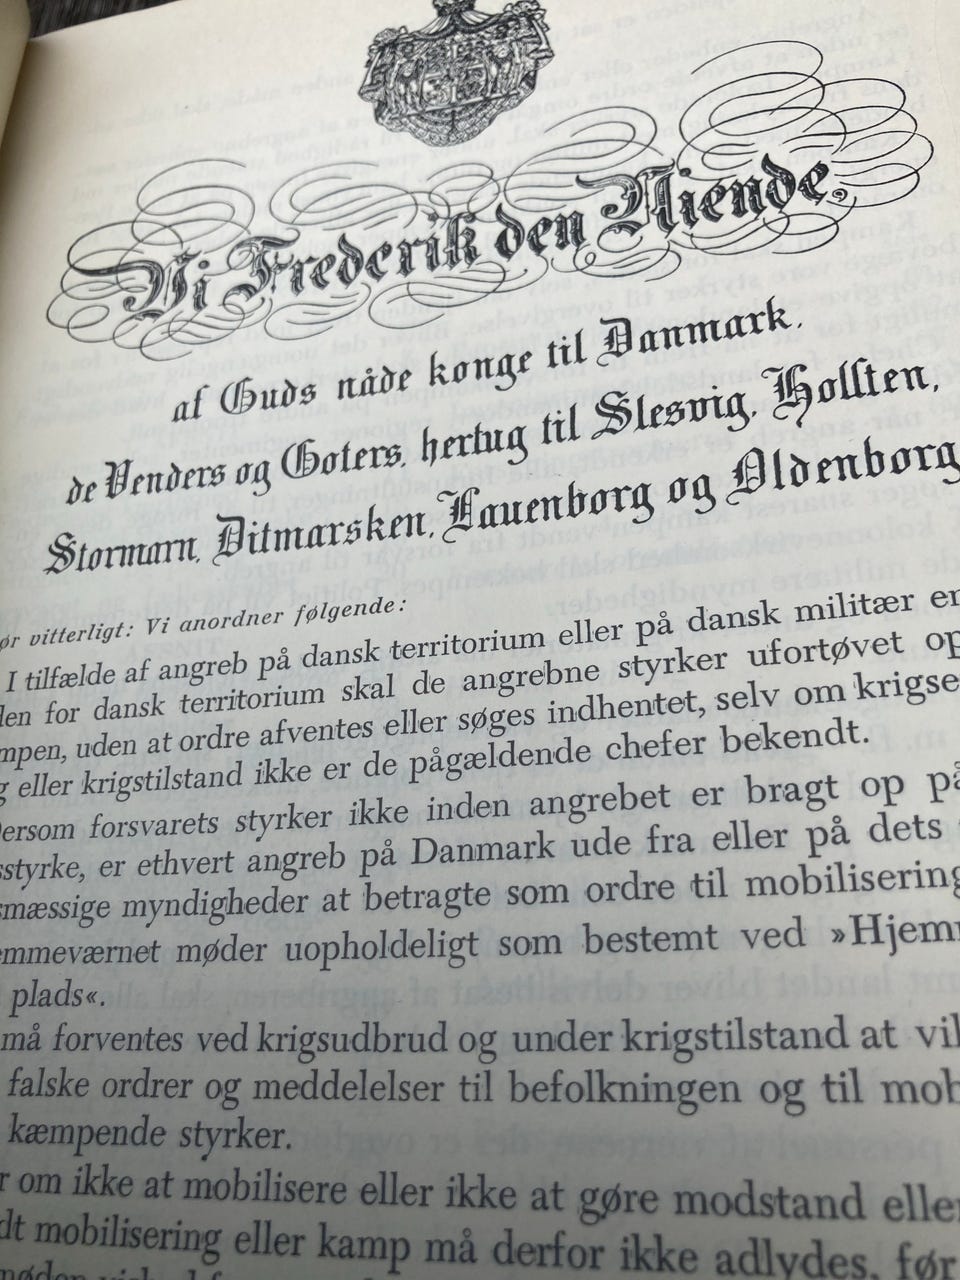 Vi Frederik den Niende,
af Guds nåde konge til Danmark,
de Venders og Goters, hertug til Slesvig, Holsten,
Stormarn, Ditmarsken, Lauenborg og Oldenborg
ør vitterligt: Vi anordner følgende:
I tilfælde af angreb på dansk territorium eller på dansk militær en
den for dansk territorium skal de angrebne styrker ufortøvet op
mpen, uden at ordre afventes eller søges indhentet, selv om krigse
g eller krigstilstand ikke er de pågældende chefer bekendt.
ersom forsvarets styrker ikke inden angrebet er bragt op på
sstyrke, er ethvert angreb på Danmark ude fra eller på dets
smæssige myndigheder at betragte som ordre til mobilisering
emmeværnet møder uopholdeligt som bestemt ved »Hjemm
plads«.
må forventes ved krigsudbrud og under krigstilstand at vil
falske ordrer og meddelelser til befolkningen og til mob
kæmpende styrker.
r om ikke at mobilisere eller ikke at gøre modstand eller
dt mobilisering eller kamp må derfor ikke adlydes, før